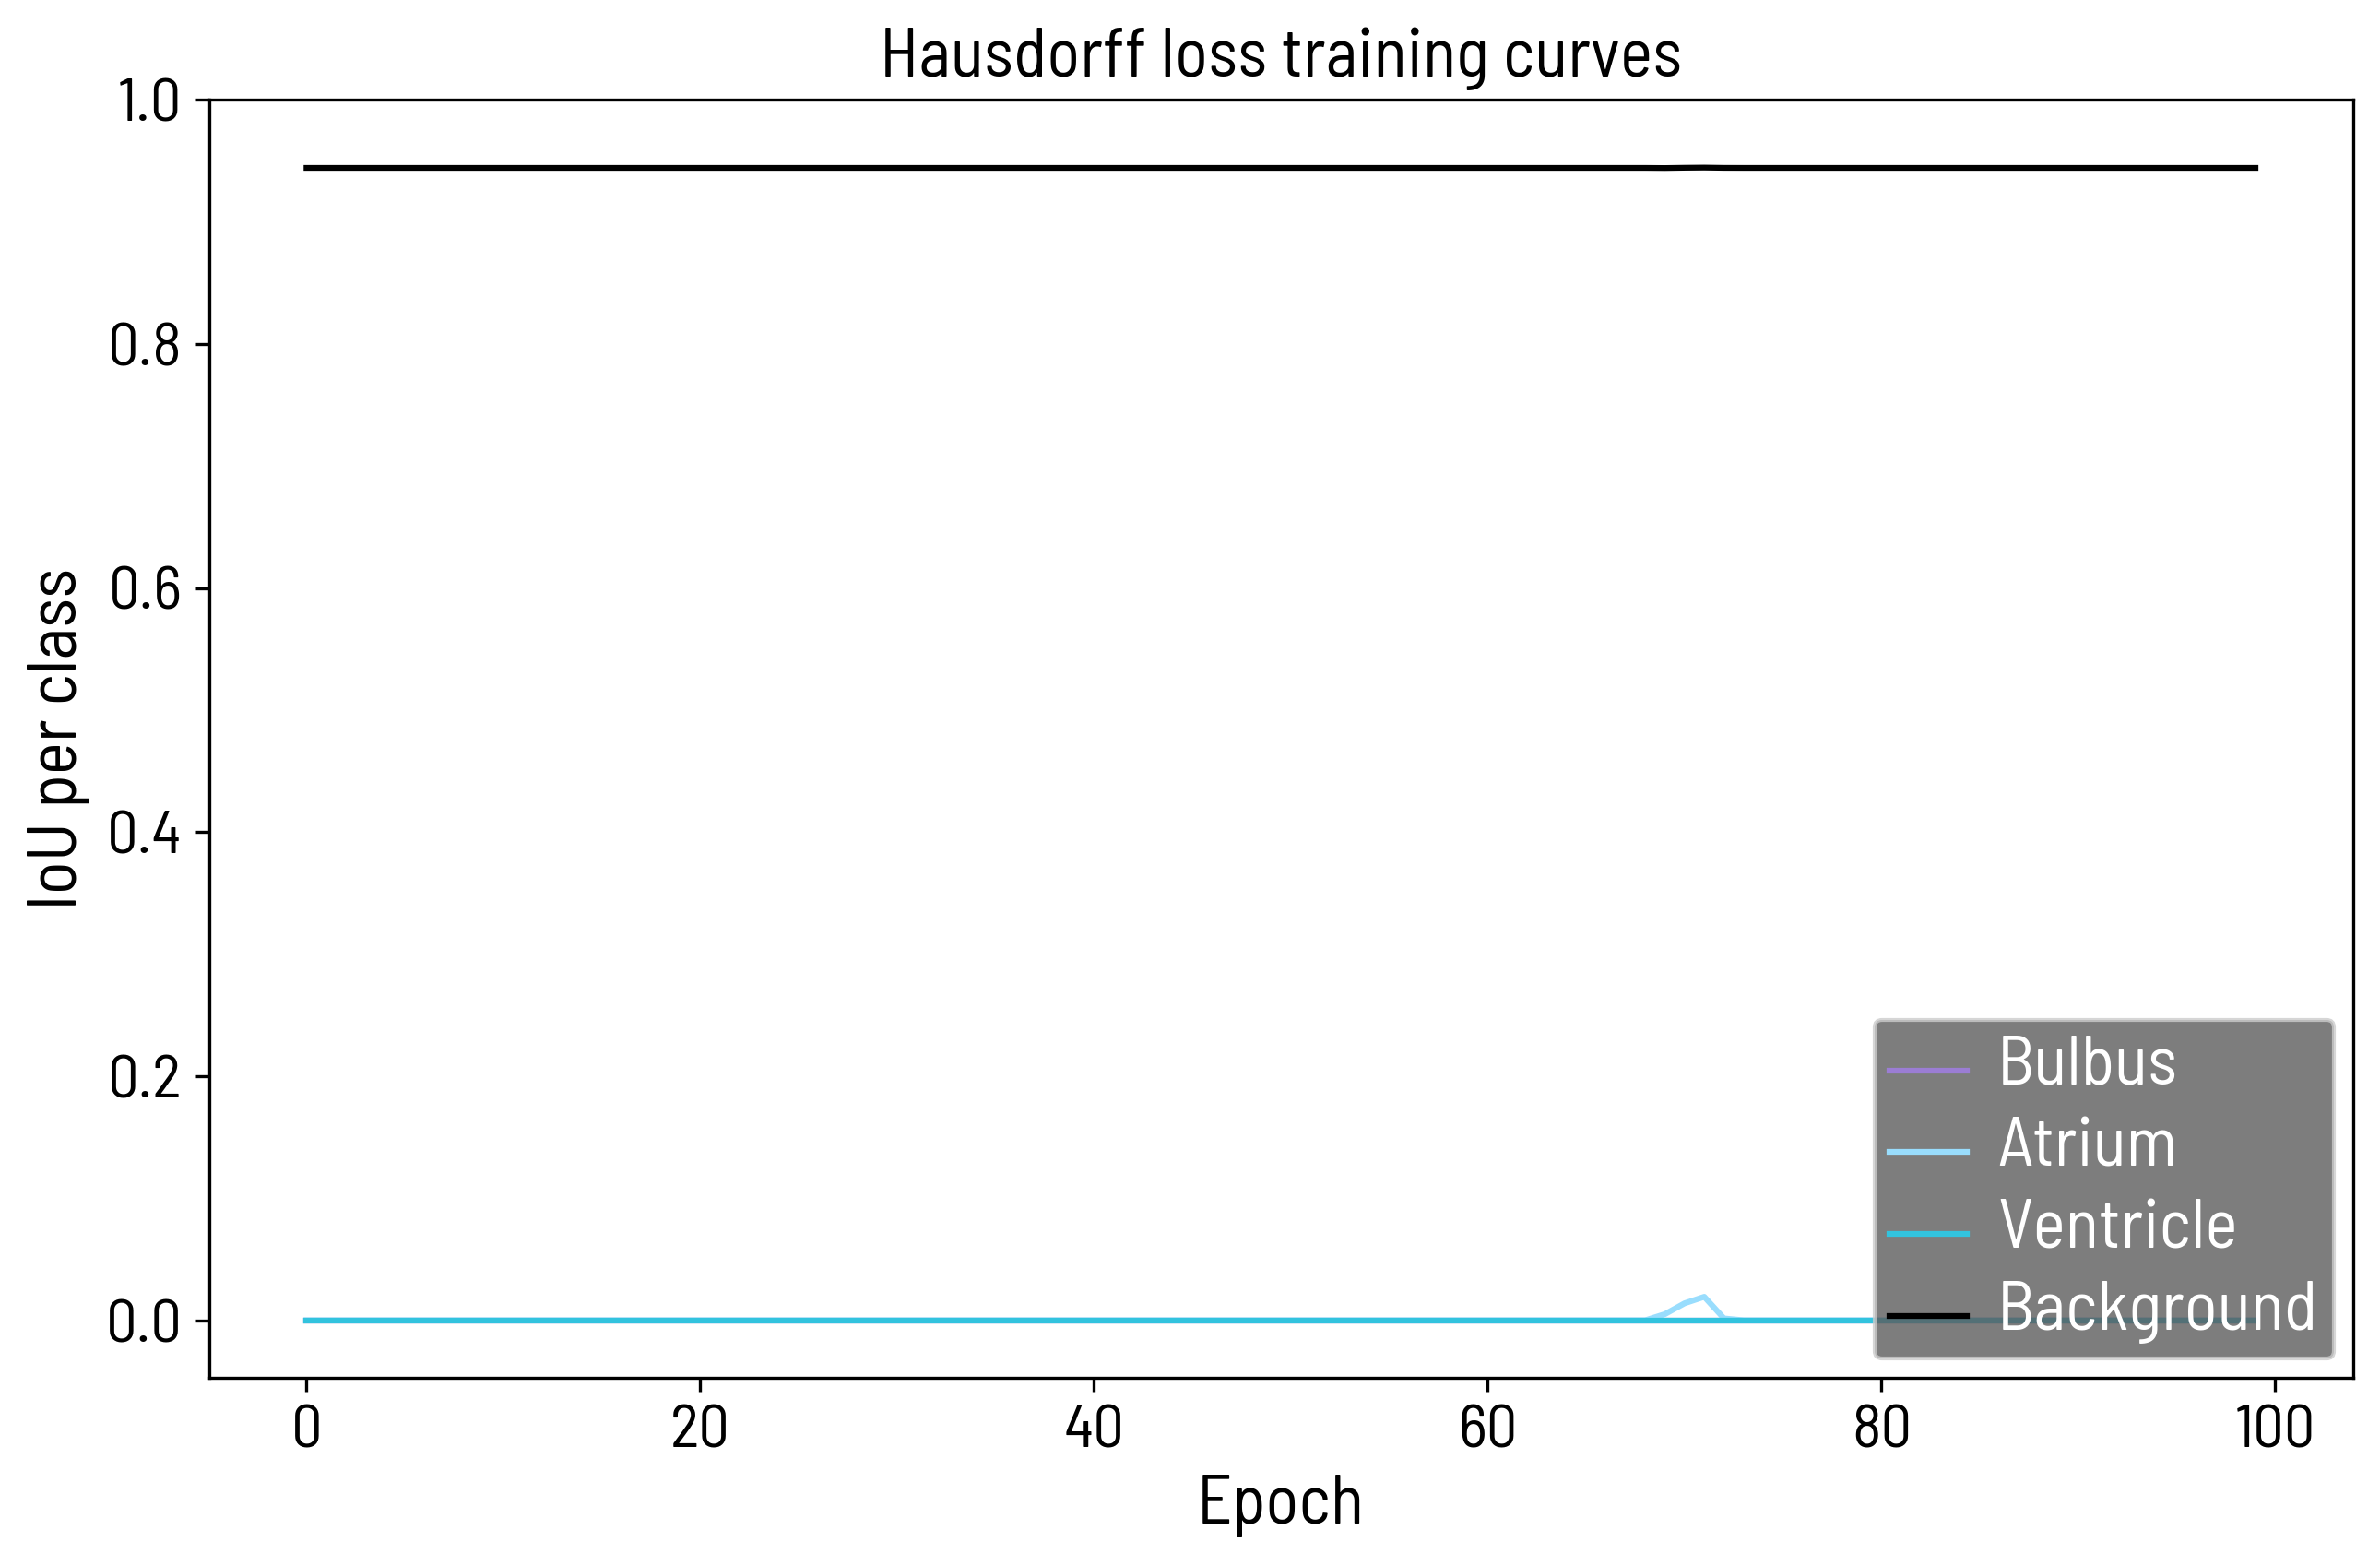 Hausdorff loss training curves
1.0
0.8
0.6
0.4
0.2
0.0
IoU per class
Bulbus
Atrium
Ventricle
Background
0 20 40 60 80 100
Epoch